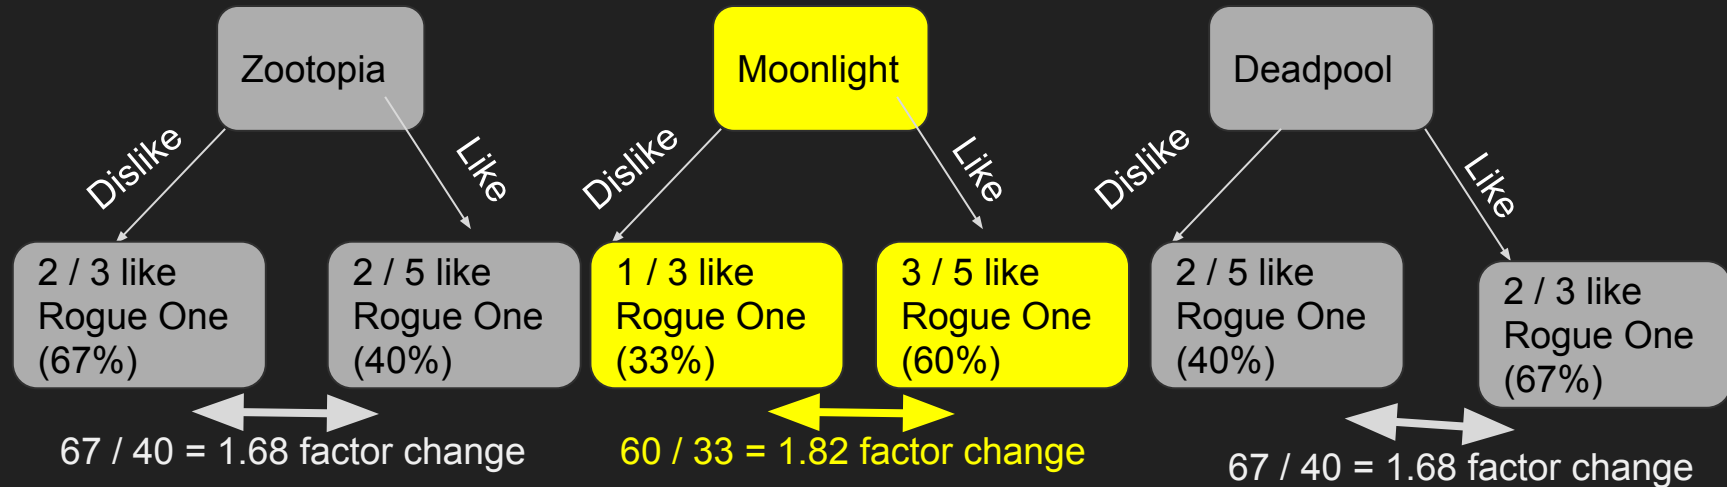 Zootopia
Moonlight
Deadpool
Dislike
Like
Dislike
Like
Dislike
Like
2 / 3 like
Rogue One
(67%)
2 / 5 like
Rogue One
(40%)
1 / 3 like
Rogue One
(33%)
3 / 5 like
Rogue One
(60%)
2 / 5 like
Rogue One
(40%)
2 / 3 like
Rogue One
(67%)
67 / 40 = 1.68 factor change
60 / 33 = 1.82 factor change
67 / 40 = 1.68 factor change